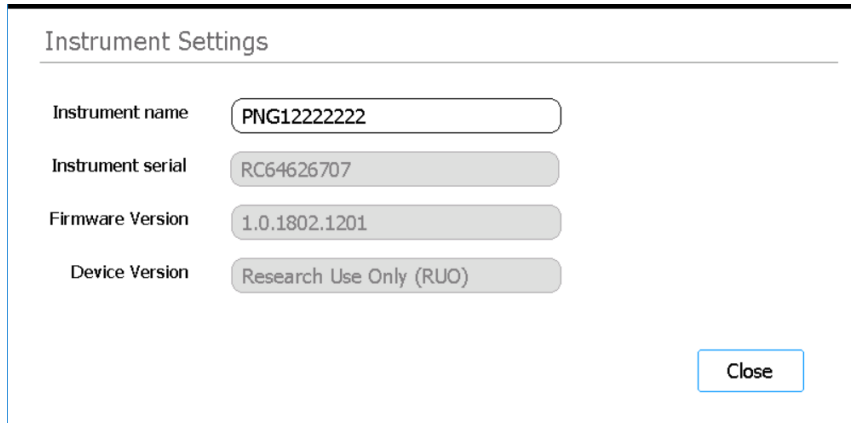 Instrument Settings
Instrument name PNG12222222
Instrument serial RC64626707
Firmware Version 1.0.1802.1201
Device Version Research Use Only (RUO)
Close